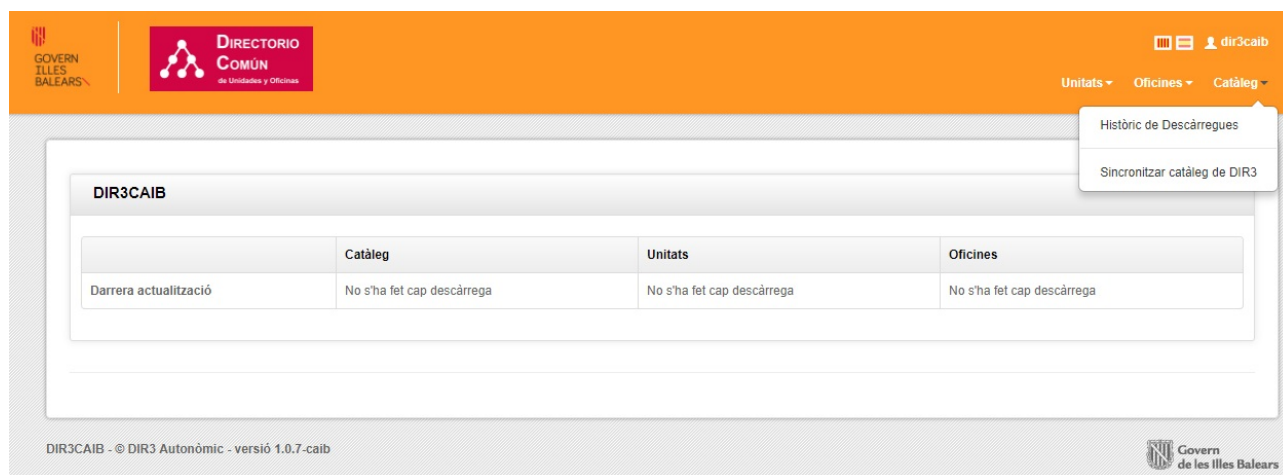 GOVERN
ILLES
BALEARS
DIRECTORIO
COMÚN
de Unidades y Oficinas
dir3caib
Unitats Oficines Catàleg
Històric de Descàrregues
Sincronitzar catàleg de DIR3
DIR3CAIB
Catàleg Unitats Oficines
Darrera actualització No s'ha fet cap descàrrega No s'ha fet cap descàrrega No s'ha fet cap descàrrega
DIR3CAIB - © DIR3 Autonòmic - versió 1.0.7-caib
Govern
de les Illes Balears